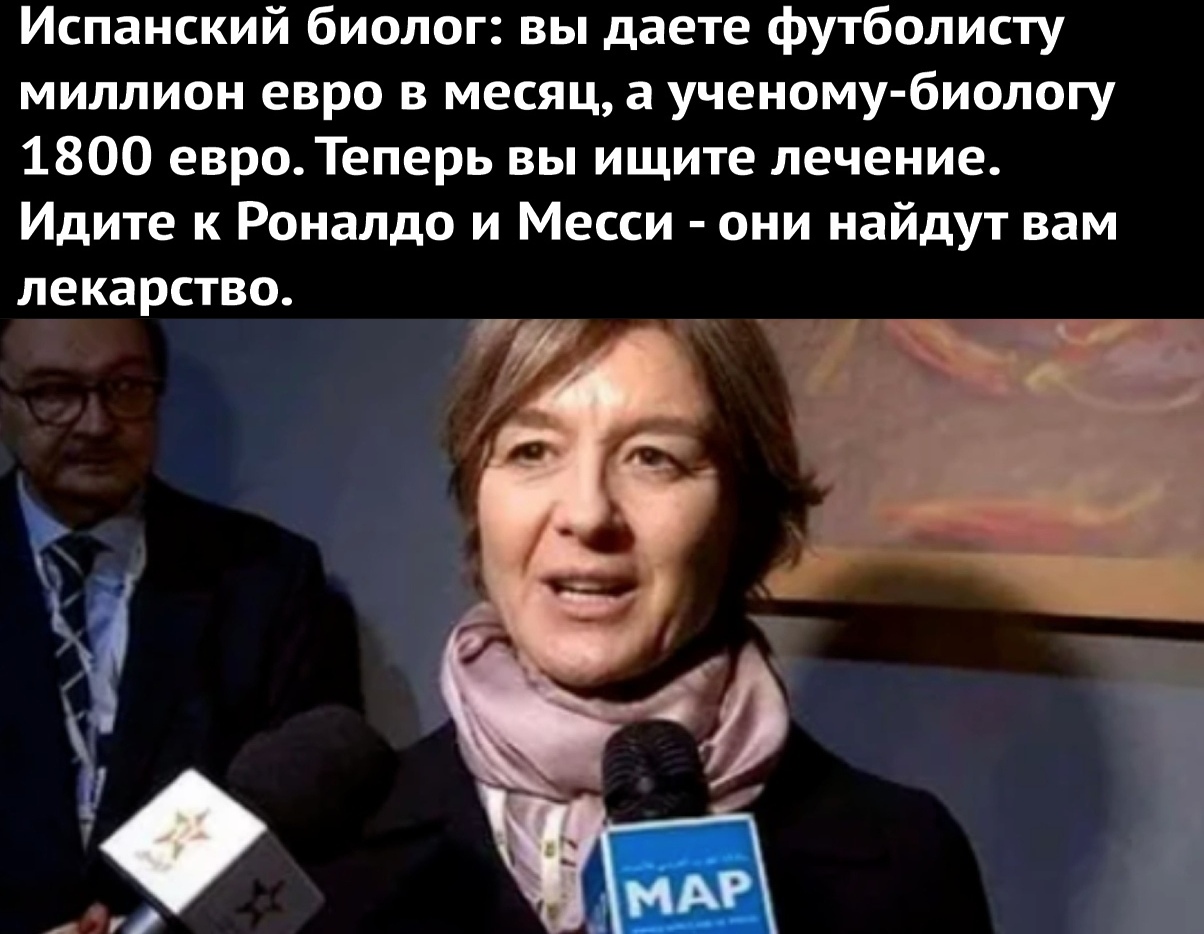 Испанский биолог: вы даете футболисту
миллион евро в месяц, а ученому-биологу
1800 евро. Теперь вы ищите лечение.
Идите к Роналдо и Месси - они найдут вам
лекарство.
MAP